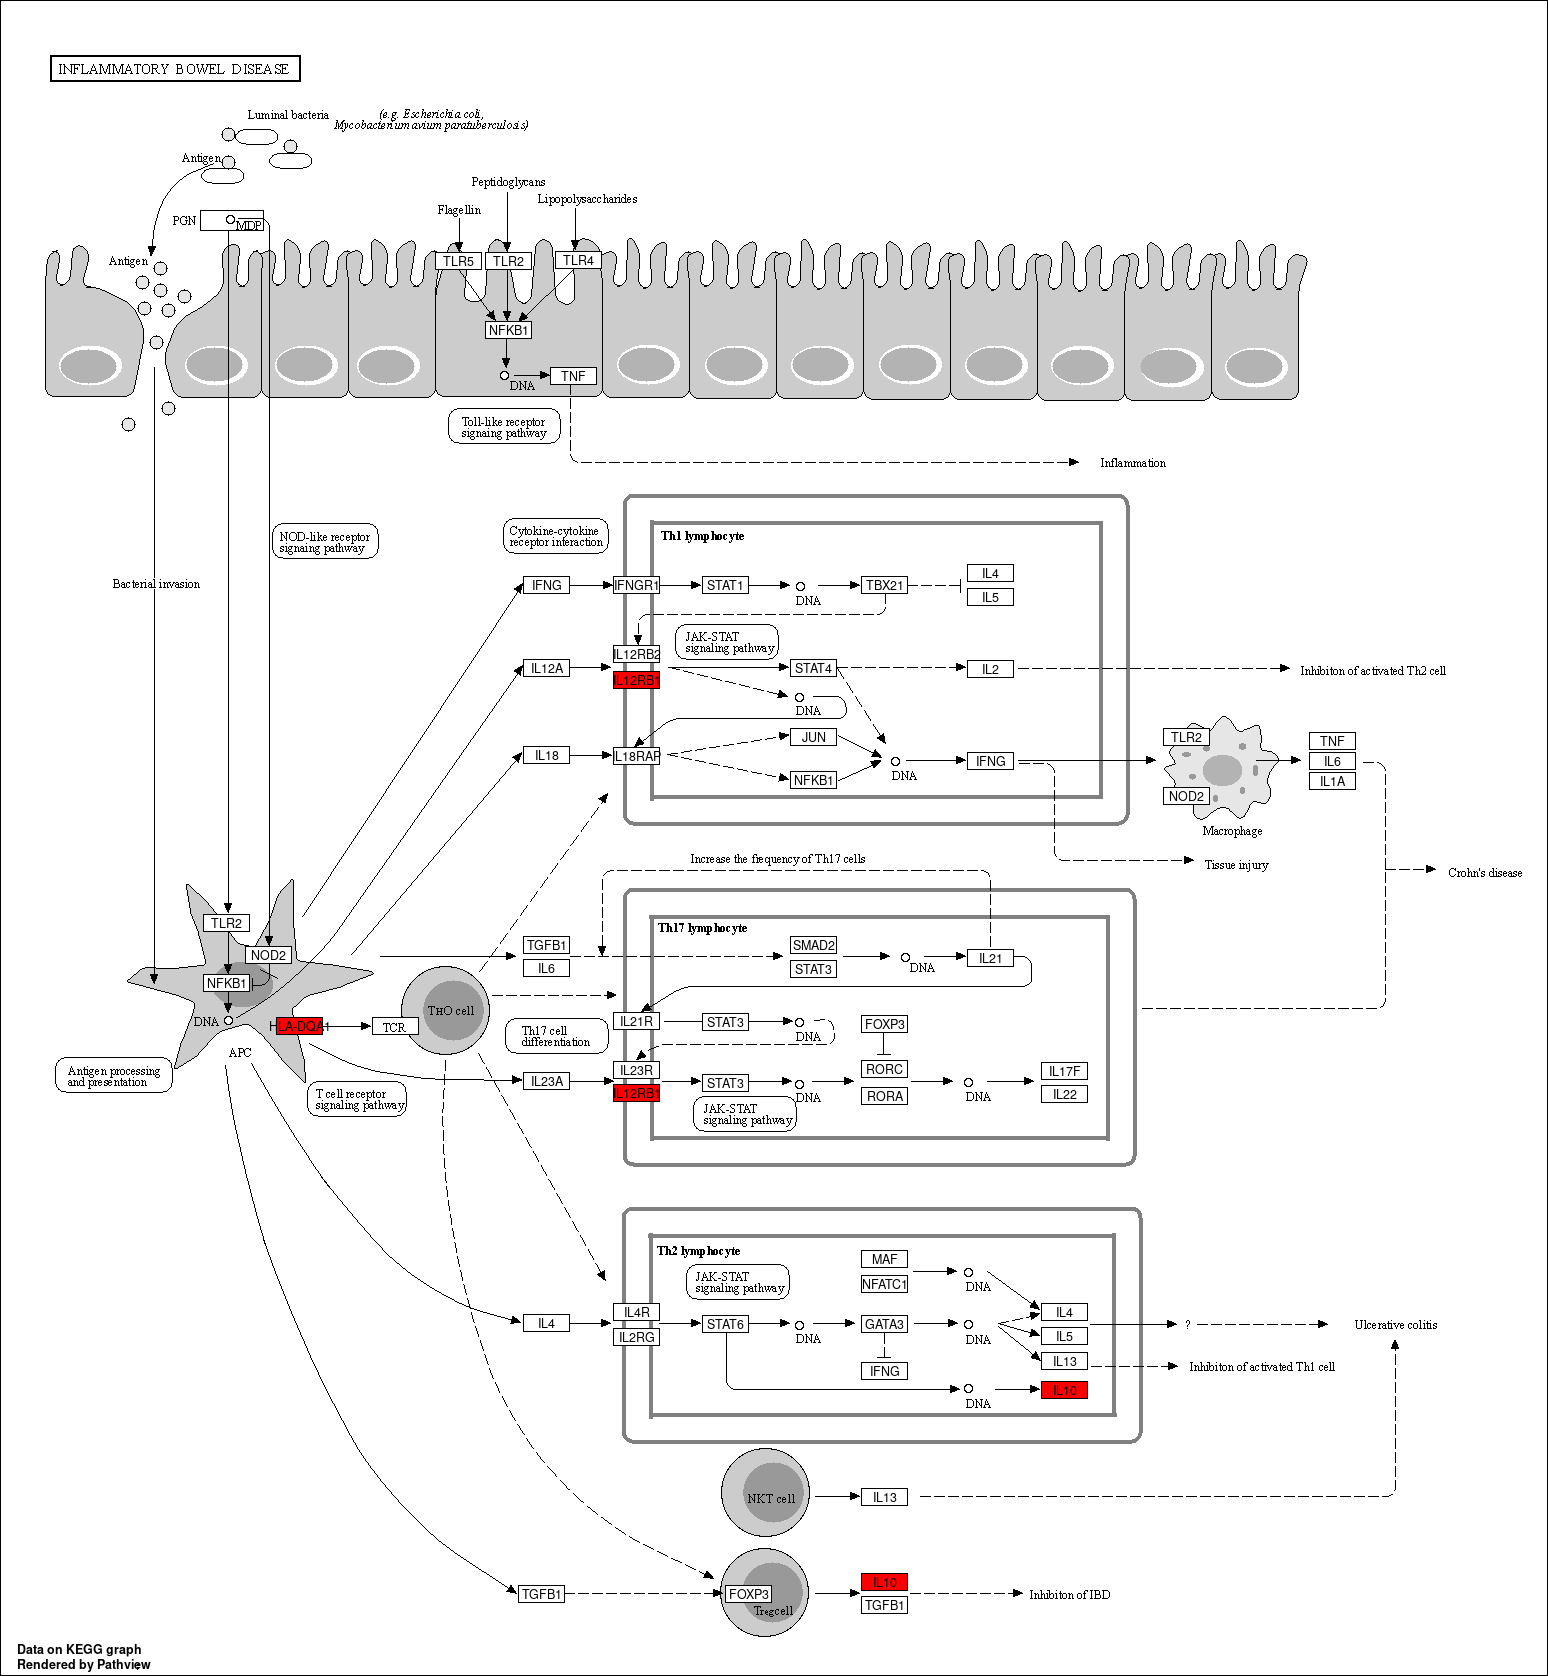 INFLAMMATORY BOWEL DISEASE
Luminal bacteria
(e.g. Escherichia coli,
Mycobacterium avium paratuberculosis)
Antigen
PGN
MDP
Peptidoglycans
Flagellin
Lipopolysaccharides
Antigen
TLR5
TLR2
TLR4
NFKB1
DNA
TNF
Toll-like receptor
signaing pathway
Inflammation
NOD-like receptor
signaing pathway
Cytokine-cytokine
receptor interaction
Bacterial invasion
Th1 lymphocyte
IFNG
IFNGR1
STAT1
DNA
TBX21
IL4
IL5
IL12A
IL12RB2
IL12RB1
JAK-STAT
signaling pathway
STAT4
IL2
Inhibiton of activated Th2 cell
DNA
IL18
IL18RAP
JUN
NFKB1
DNA
IFNG
TLR2
NOD2
Macrophage
TNF
IL6
IL1A
Tissue injury
Crohn's disease
Increase the frequency of Th17 cells
Th17 lymphocyte
TLR2
NOD2
NFKB1
DNA
APC
LA-DQA1
TCR
TH0 cell
Antigen processing
and presentation
T cell receptor
signaling pathway
TGFB1
IL6
SMAD2
STAT3
DNA
IL21
Th17 cell
differentiation
IL21R
STAT3
DNA
FOXP3
IL23A
IL23R
IL12RB1
STAT3
DNA
RORC
RORA
DNA
IL17F
IL22
JAK-STAT
signaling pathway
Th2 lymphocyte
JAK-STAT
signaling pathway
MAF
NFATC1
DNA
IL4
IL4R
IL2RG
STAT6
DNA
GATA3
DNA
IFNG
IL4
IL5
IL13
IL10
DNA
?
Ulcerative colitis
Inhibiton of activated Th1 cell
NKT cell
IL13
TGFB1
FOXP3
Treg cell
IL10
TGFB1
Inhibiton of IBD
Data on KEGG graph
Rendered by Pathview